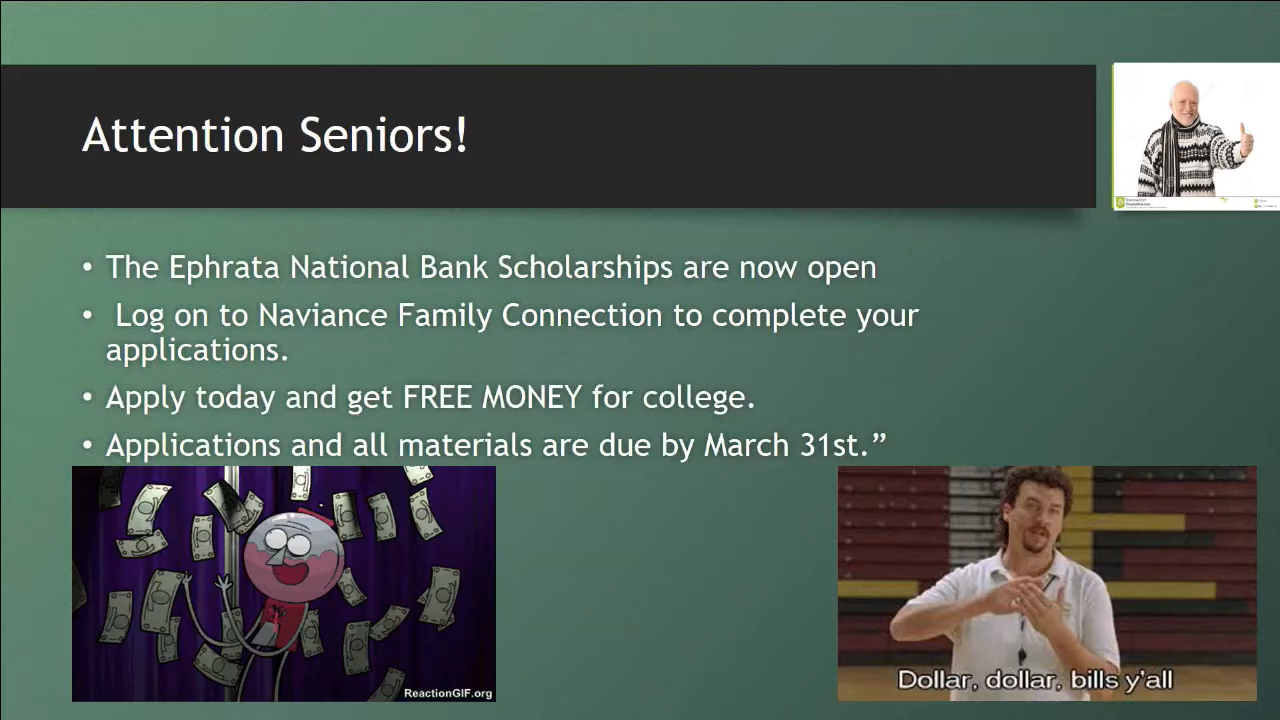 Attention Seniors!
• The Ephrata National Bank Scholarships are now open
• Log on to Naviance Family Connection to complete your
applications.
• Apply today and get FREE MONEY for college.
• Applications and all materials are due by March 31st.”
ReactionGIF.org
Dollar, dollar, bills y'all